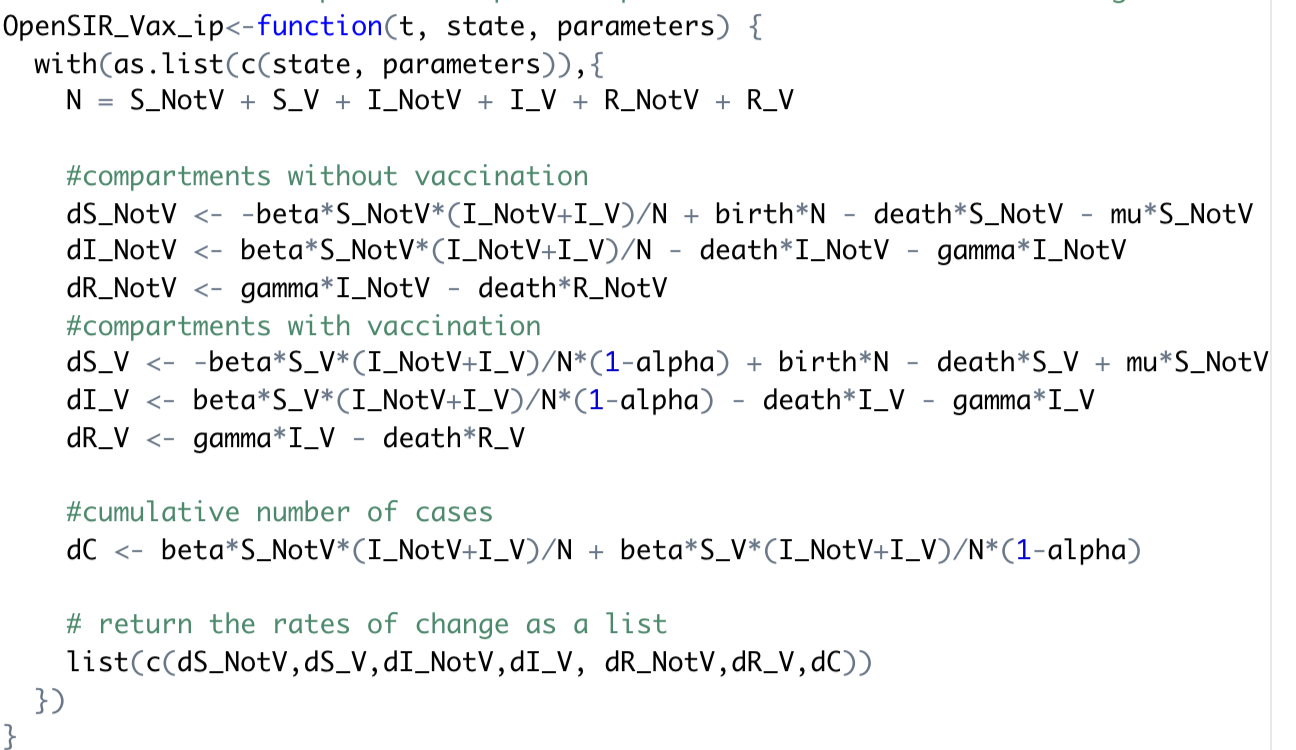 OpenSIR_Vax_ip<-function(t, state, parameters) {
  with(as.list(c(state, parameters)),{
    N = S_NotV + S_V + I_NotV + I_V + R_NotV + R_V

    #compartments without vaccination
    dS_NotV <- -beta*S_NotV*(I_NotV+I_V)/N + birth*N - death*S_NotV - mu*S_NotV
    dI_NotV <- beta*S_NotV*(I_NotV+I_V)/N - death*I_NotV - gamma*I_NotV
    dR_NotV <- gamma*I_NotV - death*R_NotV
    #compartments with vaccination
    dS_V <- -beta*S_V*(I_NotV+I_V)/N*(1-alpha) + birth*N - death*S_V + mu*S_NotV
    dI_V <- beta*S_V*(I_NotV+I_V)/N*(1-alpha) - death*I_V - gamma*I_V
    dR_V <- gamma*I_V - death*R_V

    #cumulative number of cases
    dC <- beta*S_NotV*(I_NotV+I_V)/N + beta*S_V*(I_NotV+I_V)/N*(1-alpha)

    # return the rates of change as a list
    list(c(dS_NotV,dS_V,dI_NotV,dI_V, dR_NotV,dR_V,dC))
  })
}